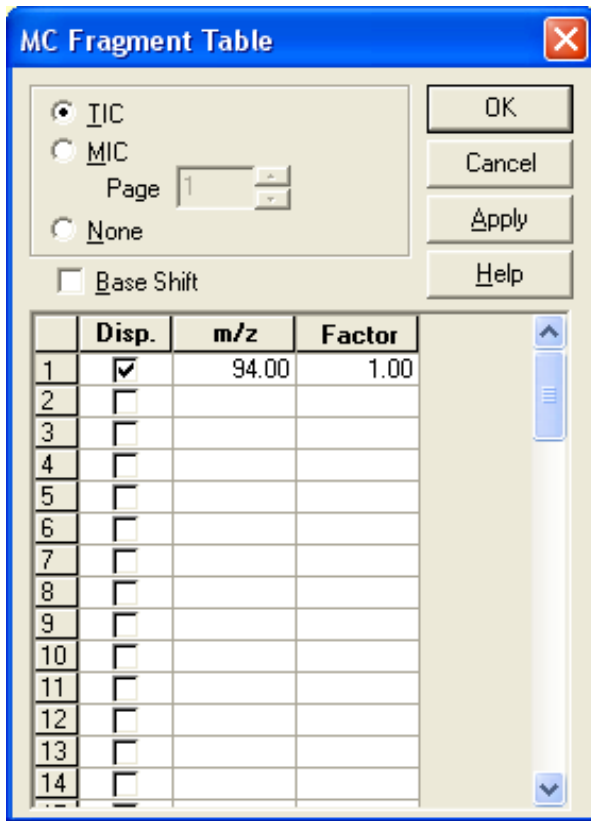 MC Fragment Table
TIC
OK
MIC
Cancel
Page 1
None
Apply
Base Shift
Help
Disp. m/z Factor
1 94.00 1.00
2
3
4
5
6
7
8
9
10
11
12
13
14